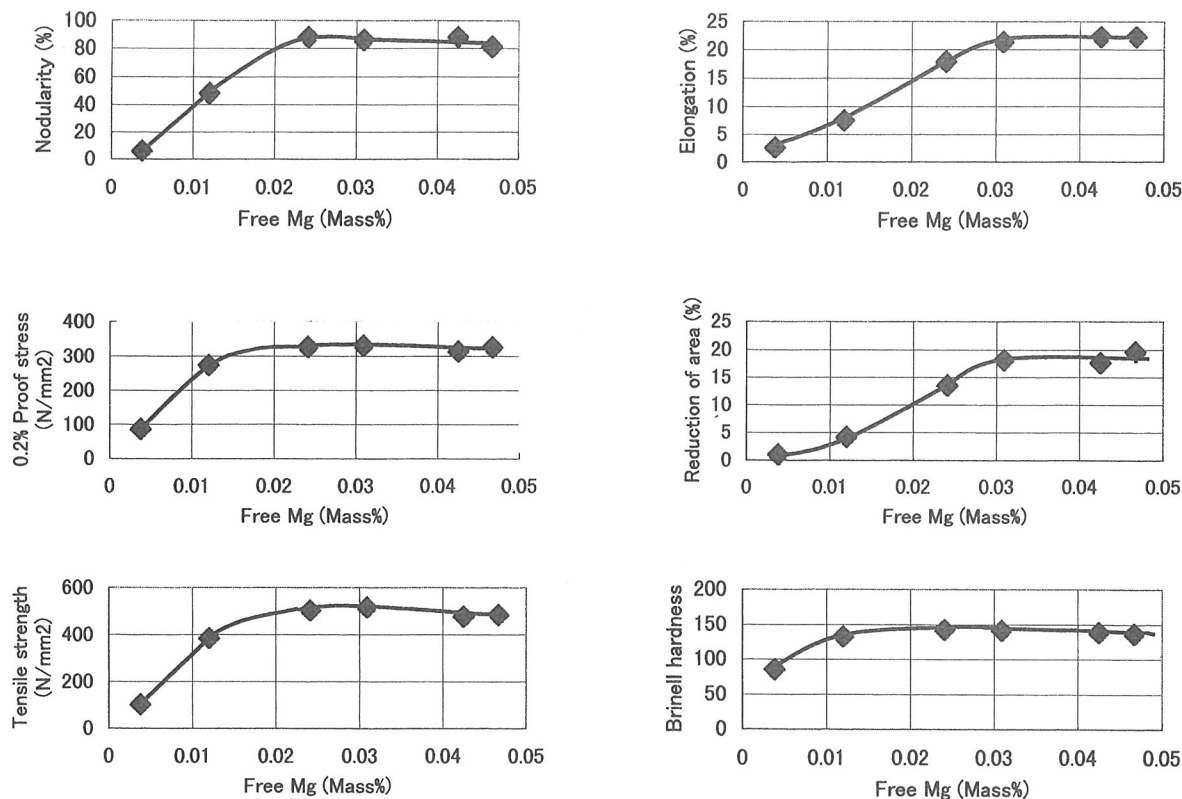 Nodularity (%)
100
80
60
40
20
0
0 0.01 0.02 0.03 0.04 0.05
Free Mg (Mass%)
Elongation (%)
25
20
15
10
5
0
0 0.01 0.02 0.03 0.04 0.05
Free Mg (Mass%)
0.2% Proof stress
(N/mm2)
400
300
200
100
0
0 0.01 0.02 0.03 0.04 0.05
Free Mg (Mass%)
Reduction of area (%)
25
20
15
10
5
0
0 0.01 0.02 0.03 0.04 0.05
Free Mg (Mass%)
Tensile strength
(N/mm2)
600
400
200
0
0 0.01 0.02 0.03 0.04 0.05
Free Mg (Mass%)
Brinell hardness
200
150
100
50
0
0 0.01 0.02 0.03 0.04 0.05
Free Mg (Mass%)